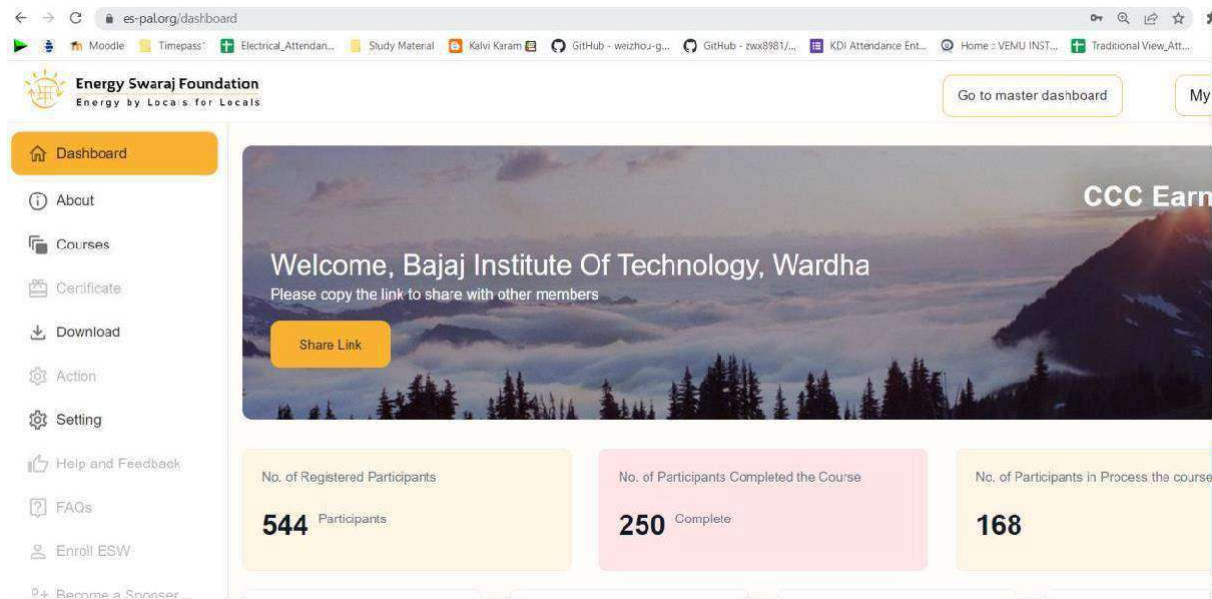 es-palorg/dashboard
Moodle
Timepass'
Electrical_Attendan...
Study Material
Kalvi Karam
GitHub - weizhou-g...
GitHub - zwx8981/...
KDI Attendance Ent...
Home :: VEMU INST...
Traditional View_Att...
Energy Swaraj Foundation
Energy by Locals for Locals
Go to master dashboard
My
Dashboard
About
Courses
Certificate
Download
Action
Setting
Help and Feedback
FAQs
Enroll ESW
Become a Sponser
CCC Earn
Welcome, Bajaj Institute Of Technology, Wardha
Please copy the link to share with other members
Share Link
No. of Registered Participants
544 Participants
No. of Participants Completed the Course
250 Complete
No. of Participants in Process the course
168